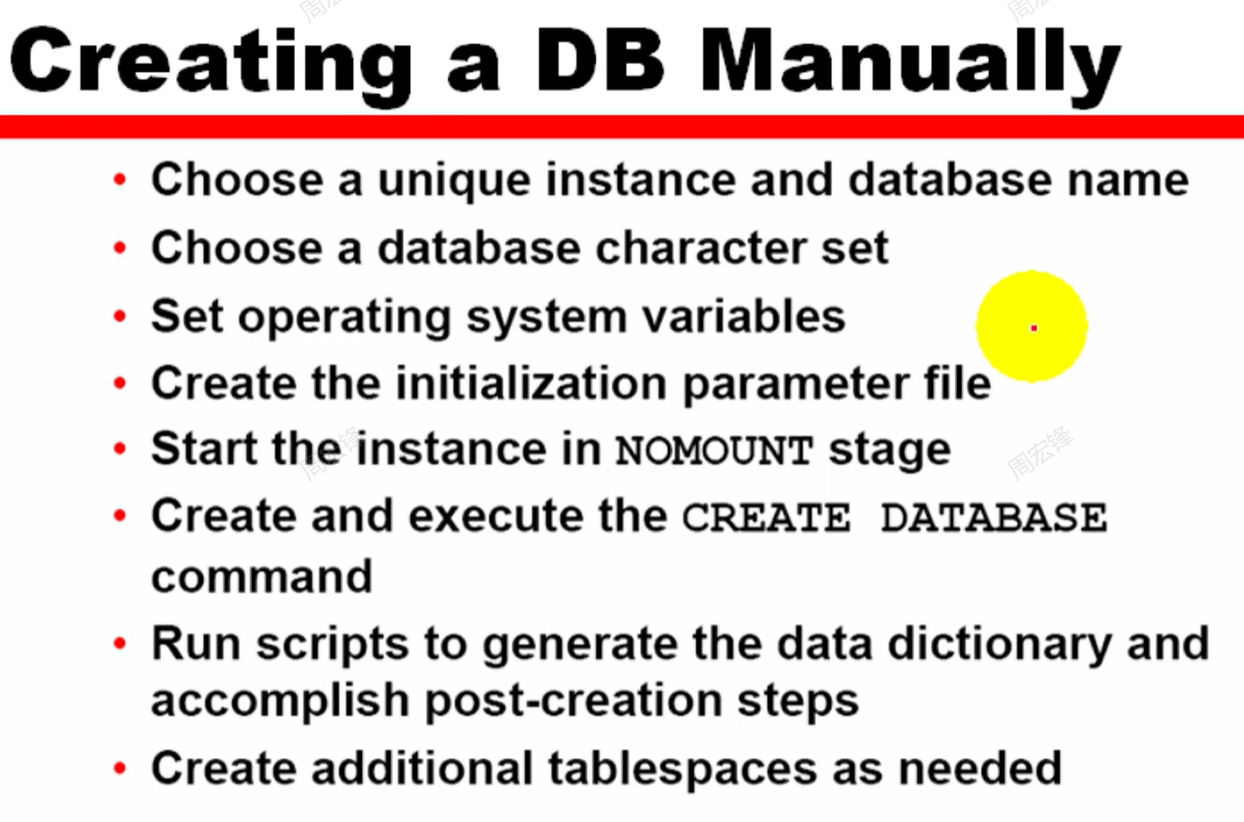 周宏锋
周宏锋
Creating a DB Manually
• Choose a unique instance and database name
• Choose a database character set
• Set operating system variables
• Create the initialization parameter file
• Start the instance in NOMOUNT stage
周宏锋
周宏锋
• Create and execute the CREATE DATABASE
command
• Run scripts to generate the data dictionary and
accomplish post-creation steps
• Create additional tablespaces as needed